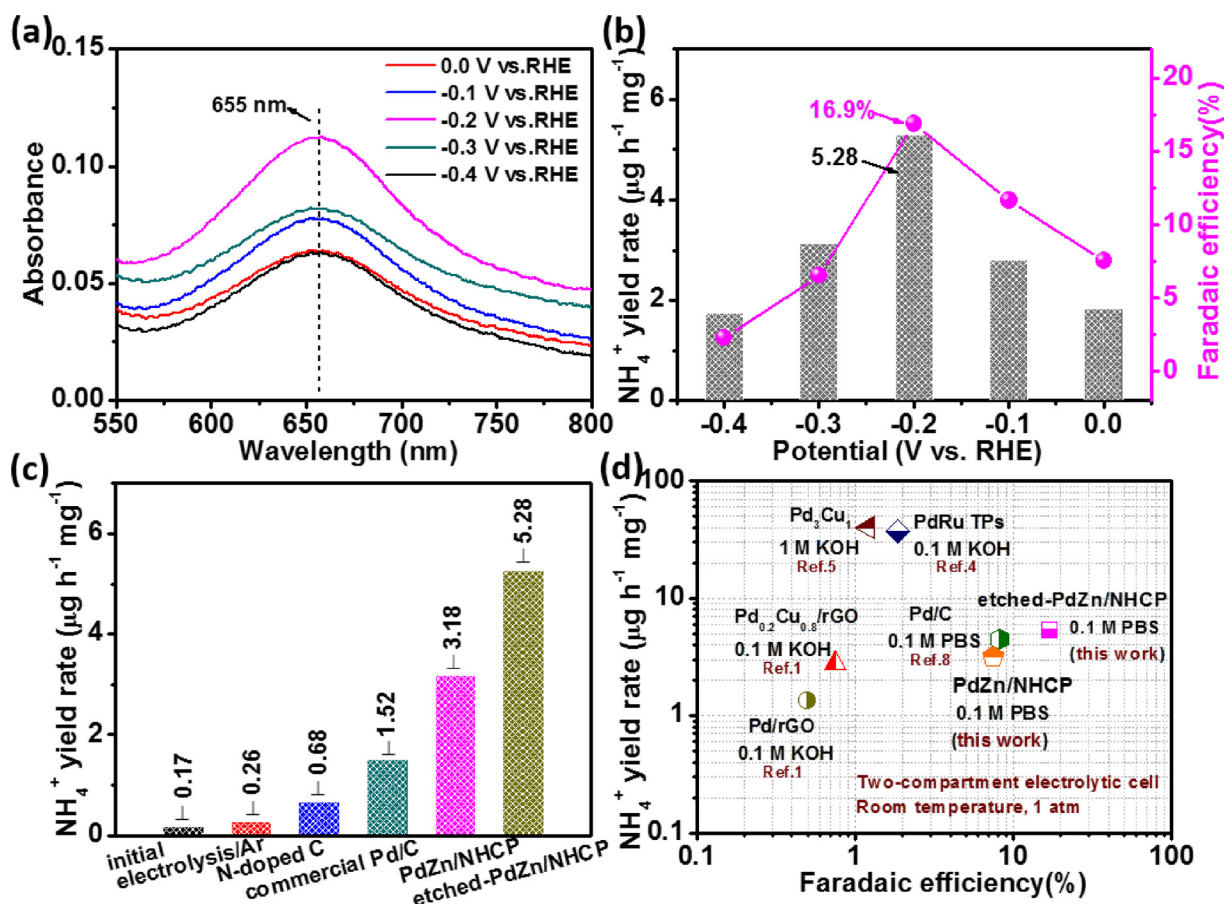 (a)
0.15
0.10
0.05
0.00
Absorbance
655 nm
0.0 V vs.RHE
-0.1 V vs.RHE
-0.2 V vs.RHE
-0.3 V vs.RHE
-0.4 V vs.RHE
550 600 650 700 750 800
Wavelength (nm)
(b)
6
4
2
0
NH₄⁺ yield rate (μg h⁻¹ mg⁻¹)
16.9%
5.28
20
15
10
5
0
Faradaic efficiency(%)
-0.4 -0.3 -0.2 -0.1 0.0
Potential (V vs. RHE)
(c)
6
4
2
0
NH₄⁺ yield rate (μg h⁻¹ mg⁻¹)
0.17
0.26
0.68
1.52
3.18
5.28
initial
electrolysis/Ar
N-doped C
commercial Pd/C
PdZn/NHCP
etched-PdZn/NHCP
(d)
100
10
1
0.1
NH₄⁺ yield rate (μg h⁻¹ mg⁻¹)
Pd₃Cu₁
1 M KOH
Ref.5
PdRu TPs
0.1 M KOH
Ref.4
Pd₀.₂Cu₀.₈/rGO
0.1 M KOH
Ref.1
Pd/C
0.1 M PBS
Ref.8
etched-PdZn/NHCP
0.1 M PBS
(this work)
Pd/rGO
0.1 M KOH
Ref.1
PdZn/NHCP
0.1 M PBS
(this work)
Two-compartment electrolytic cell
Room temperature, 1 atm
0.1 1 10 100
Faradaic efficiency(%)